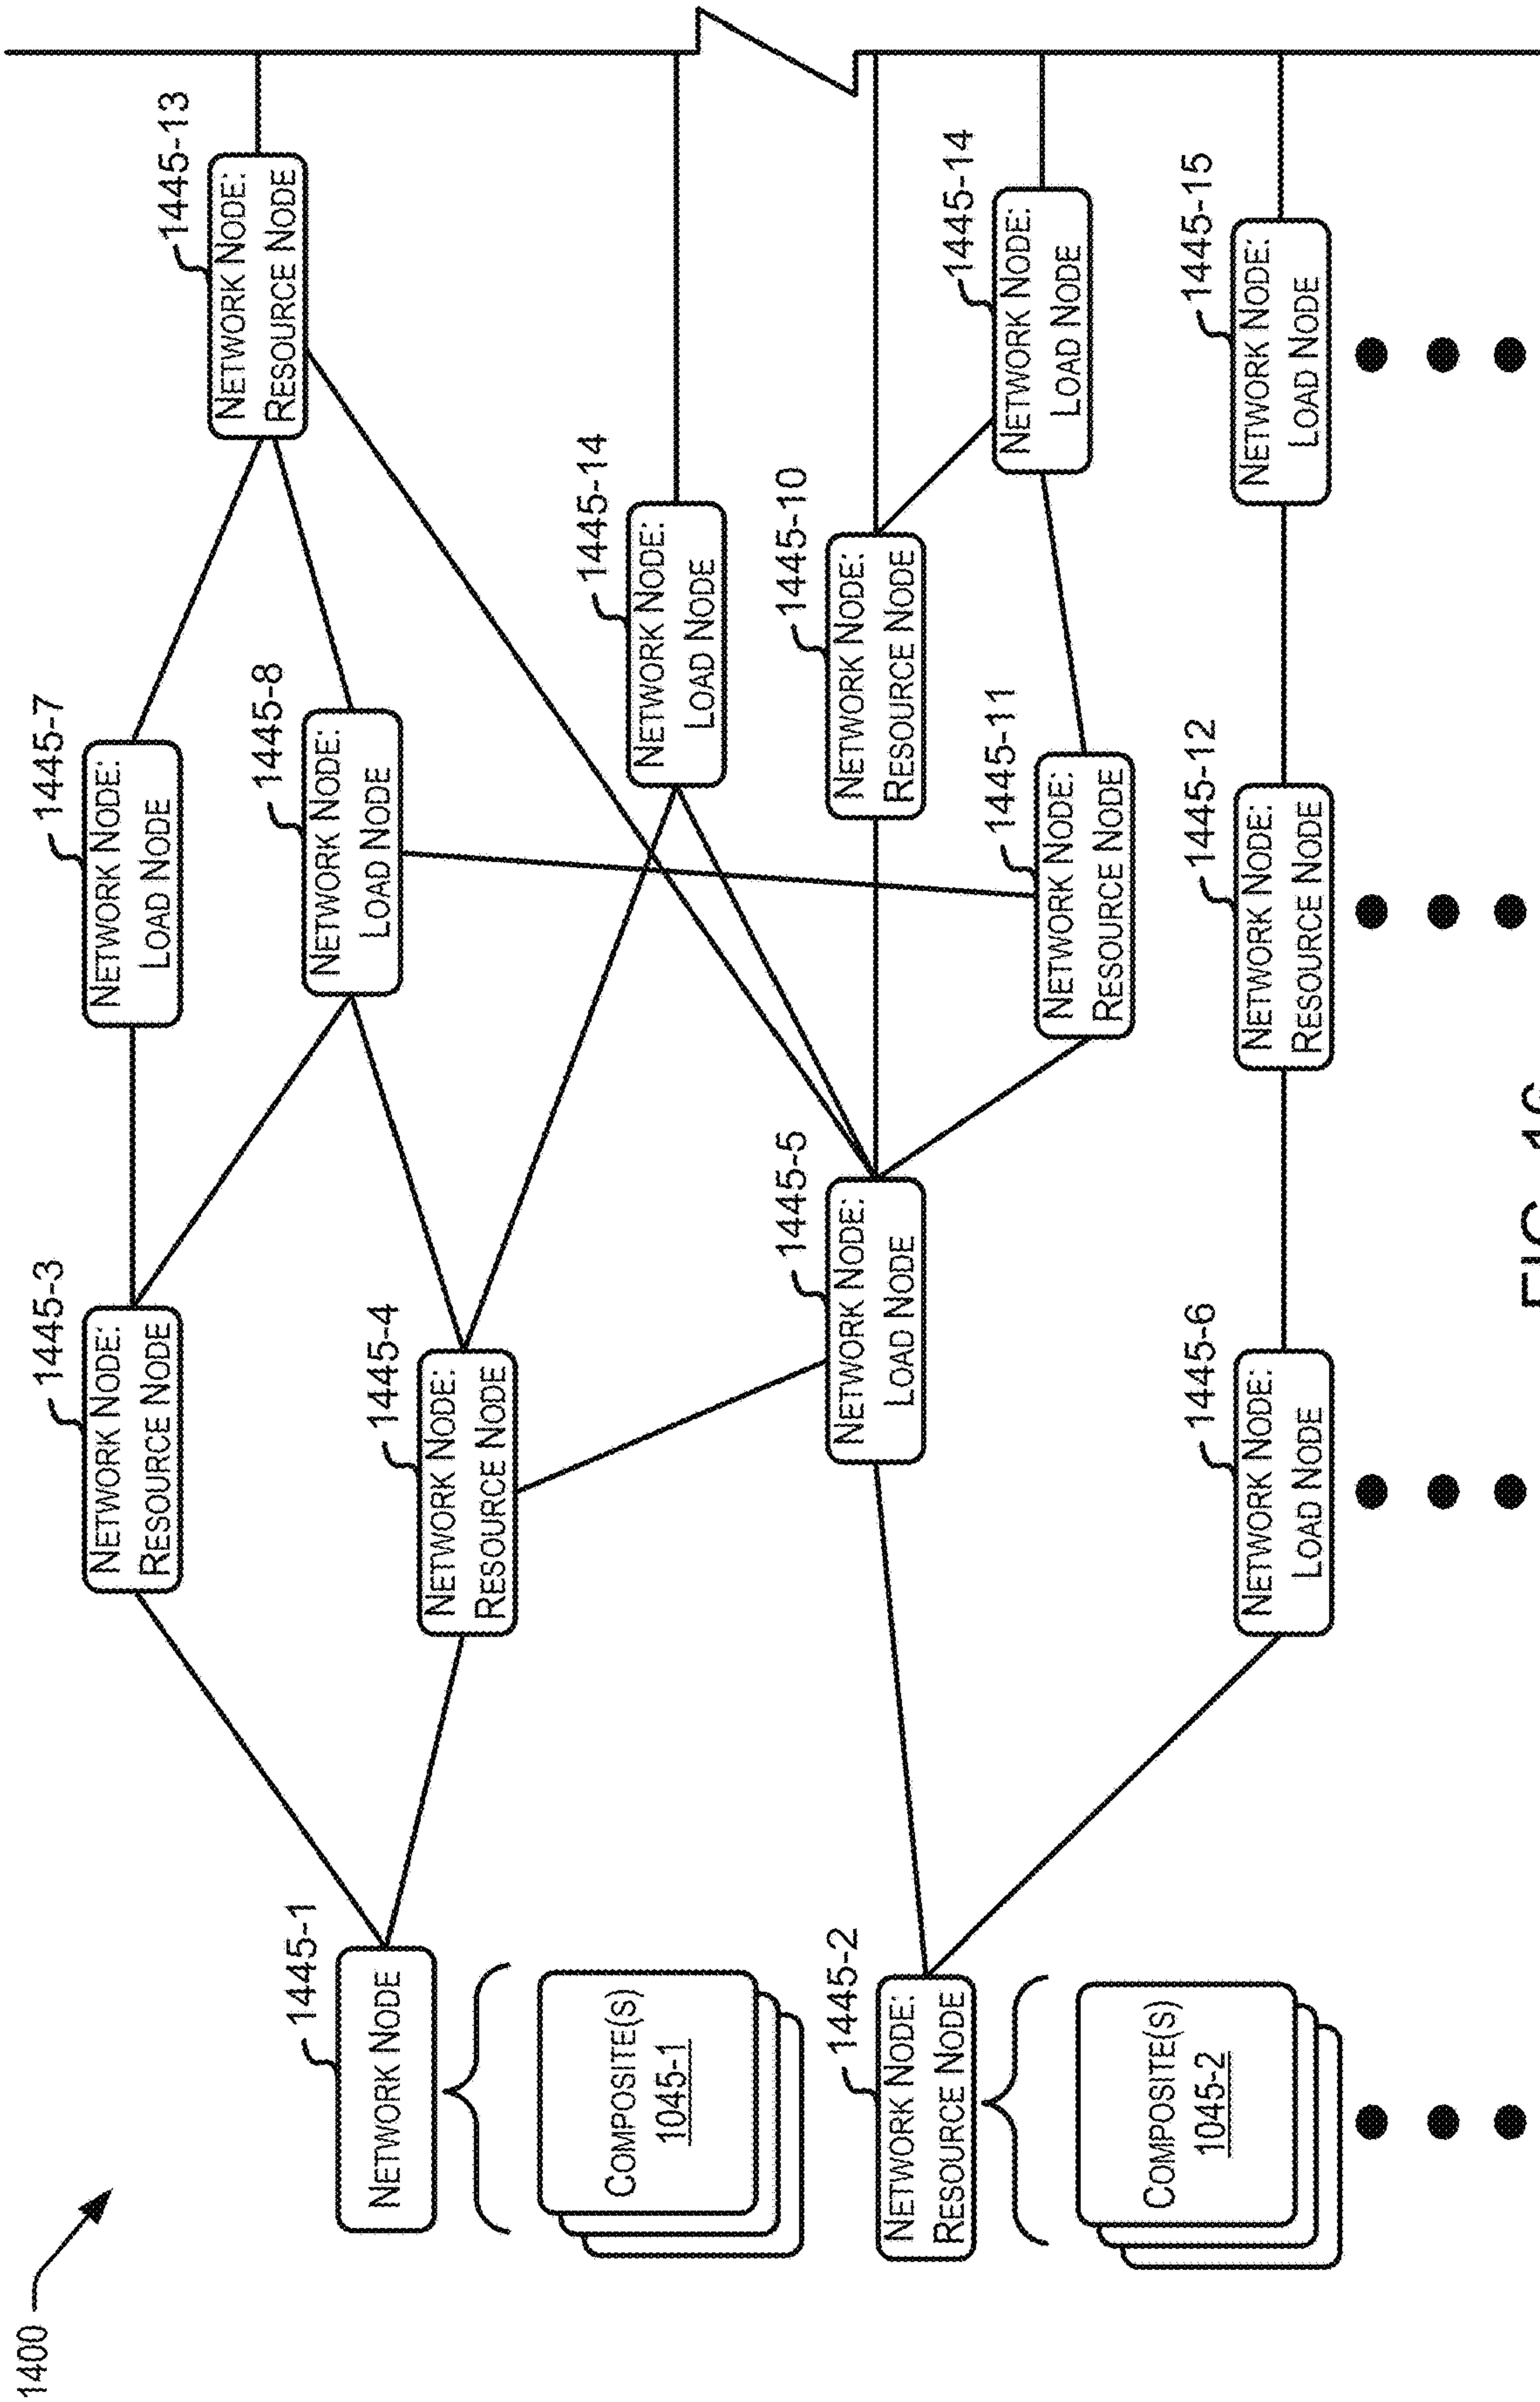 1400
1445-1
NETWORK NODE
COMPOSITE(S)
1045-1
1445-2
NETWORK NODE:
RESOURCE NODE
COMPOSITE(S)
1045-2
1445-3
NETWORK NODE:
RESOURCE NODE
1445-4
NETWORK NODE:
RESOURCE NODE
1445-5
NETWORK NODE:
LOAD NODE
1445-6
NETWORK NODE:
LOAD NODE
1445-7
NETWORK NODE:
LOAD NODE
1445-8
NETWORK NODE:
LOAD NODE
1445-14
NETWORK NODE:
LOAD NODE
1445-10
NETWORK NODE:
RESOURCE NODE
1445-11
NETWORK NODE:
RESOURCE NODE
1445-12
NETWORK NODE:
RESOURCE NODE
1445-13
NETWORK NODE:
RESOURCE NODE
1445-14
NETWORK NODE:
LOAD NODE
1445-15
NETWORK NODE:
LOAD NODE